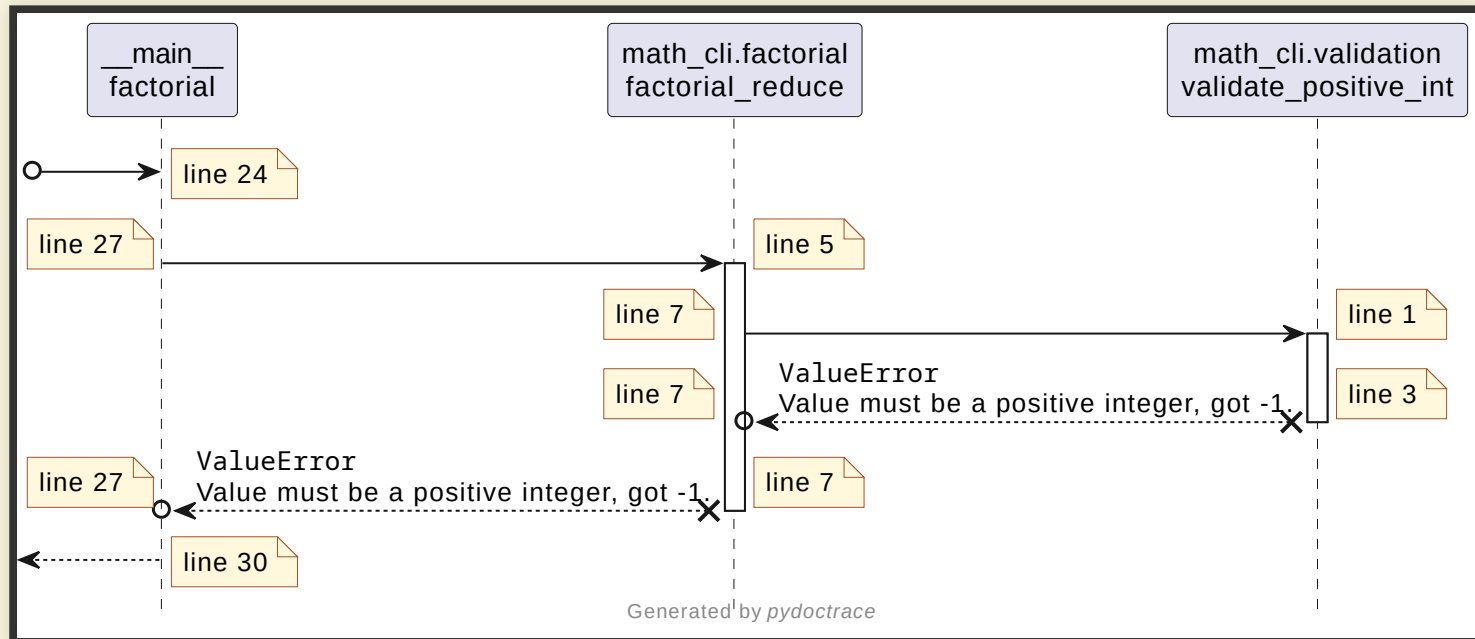 __main__
factorial
math_cli.factorial
factorial_reduce
math_cli.validation
validate_positive_int
line 24
line 27
line 5
line 7
line 1
ValueError
Value must be a positive integer, got -1.
line 7
line 3
ValueError
Value must be a positive integer, got -1.
line 27
line 7
line 30
Generated by pydoctrace